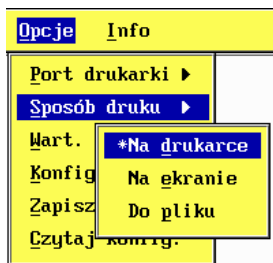 Opcje Info
Port drukarki ▶
Sposób druku ▶
Wart.
*Na drukarce
Konfig
Na ekranie
Zapisz
Do pliku
Czytaj konfig.